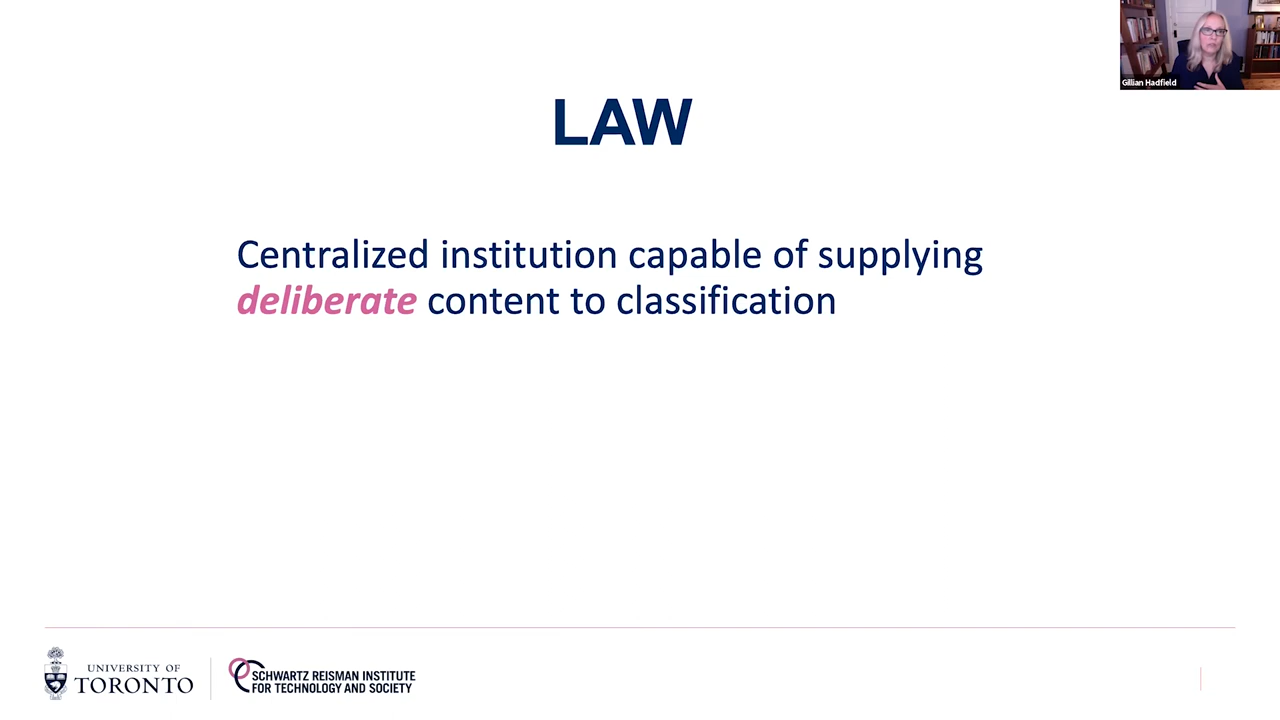 Gillian Hadfield
LAW
Centralized institution capable of supplying
deliberate content to classification
UNIVERSITY OF
TORONTO
SCHWARTZ REISMAN INSTITUTE
FOR TECHNOLOGY AND SOCIETY